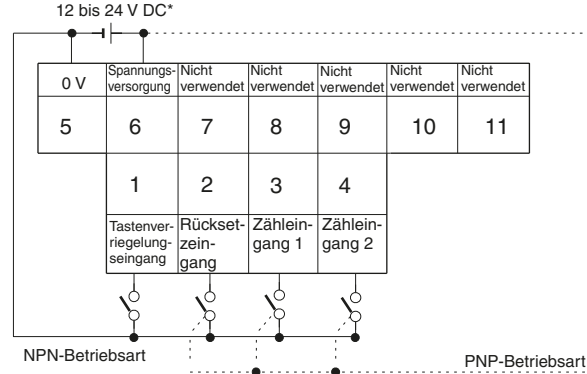 12 bis 24 V DC*
0 V
Spannungs-
versorgung
Nicht
verwendet
Nicht
verwendet
Nicht
verwendet
Nicht
verwendet
Nicht
verwendet
5 6 7 8 9 10 11
1 2 3 4
Tastenver-
riegelung-
seingang
Rückset-
zein-
gang
Zählein-
gang 1
Zählein-
gang 2
NPN-Betriebsart
PNP-Betriebsart